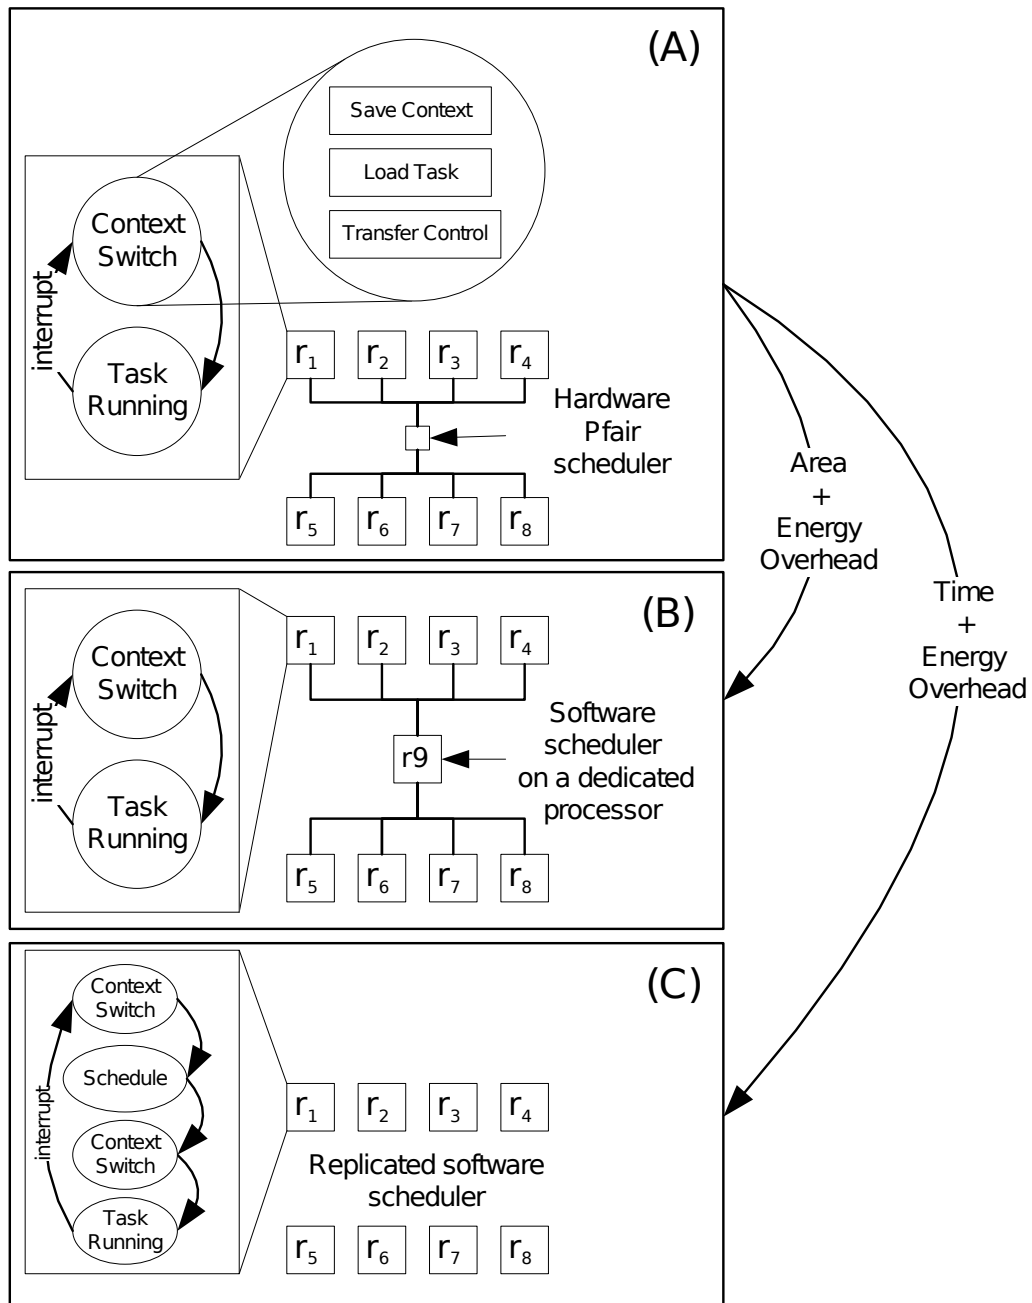 (A)
Save Context
Load Task
Transfer Control
Context
Switch
interrupt
Task
Running
r1 r2 r3 r4
Hardware
Pfair
scheduler
r5 r6 r7 r8
Area
+
Energy
Overhead
Time
+
Energy
Overhead
(B)
Context
Switch
interrupt
Task
Running
r1 r2 r3 r4
r9
Software
scheduler
on a dedicated
processor
r5 r6 r7 r8
(C)
Context
Switch
Schedule
interrupt
Context
Switch
Task
Running
r1 r2 r3 r4
Replicated software
scheduler
r5 r6 r7 r8